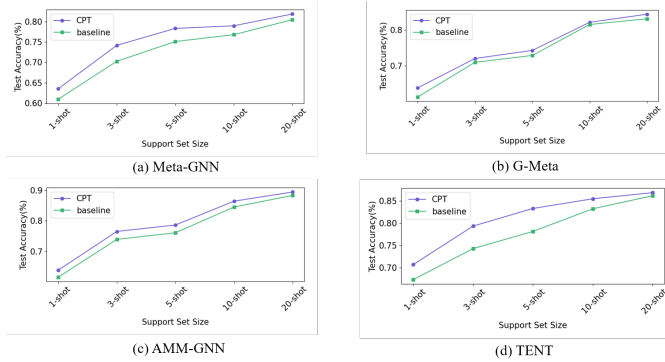 0.80
0.75
0.70
0.65
0.60
Test Accuracy(%)
CPT
baseline
1-shot
3-shot
5-shot
10-shot
20-shot
Support Set Size
(a) Meta-GNN
0.8
0.7
Test Accuracy(%)
CPT
baseline
1-shot
3-shot
5-shot
10-shot
20-shot
Support Set Size
(b) G-Meta
0.9
0.8
0.7
Test Accuracy(%)
CPT
baseline
1-shot
3-shot
5-shot
10-shot
20-shot
Support Set Size
(c) AMM-GNN
0.85
0.80
0.75
0.70
Test Accuracy(%)
CPT
baseline
1-shot
3-shot
5-shot
10-shot
20-shot
Support Set Size
(d) TENT